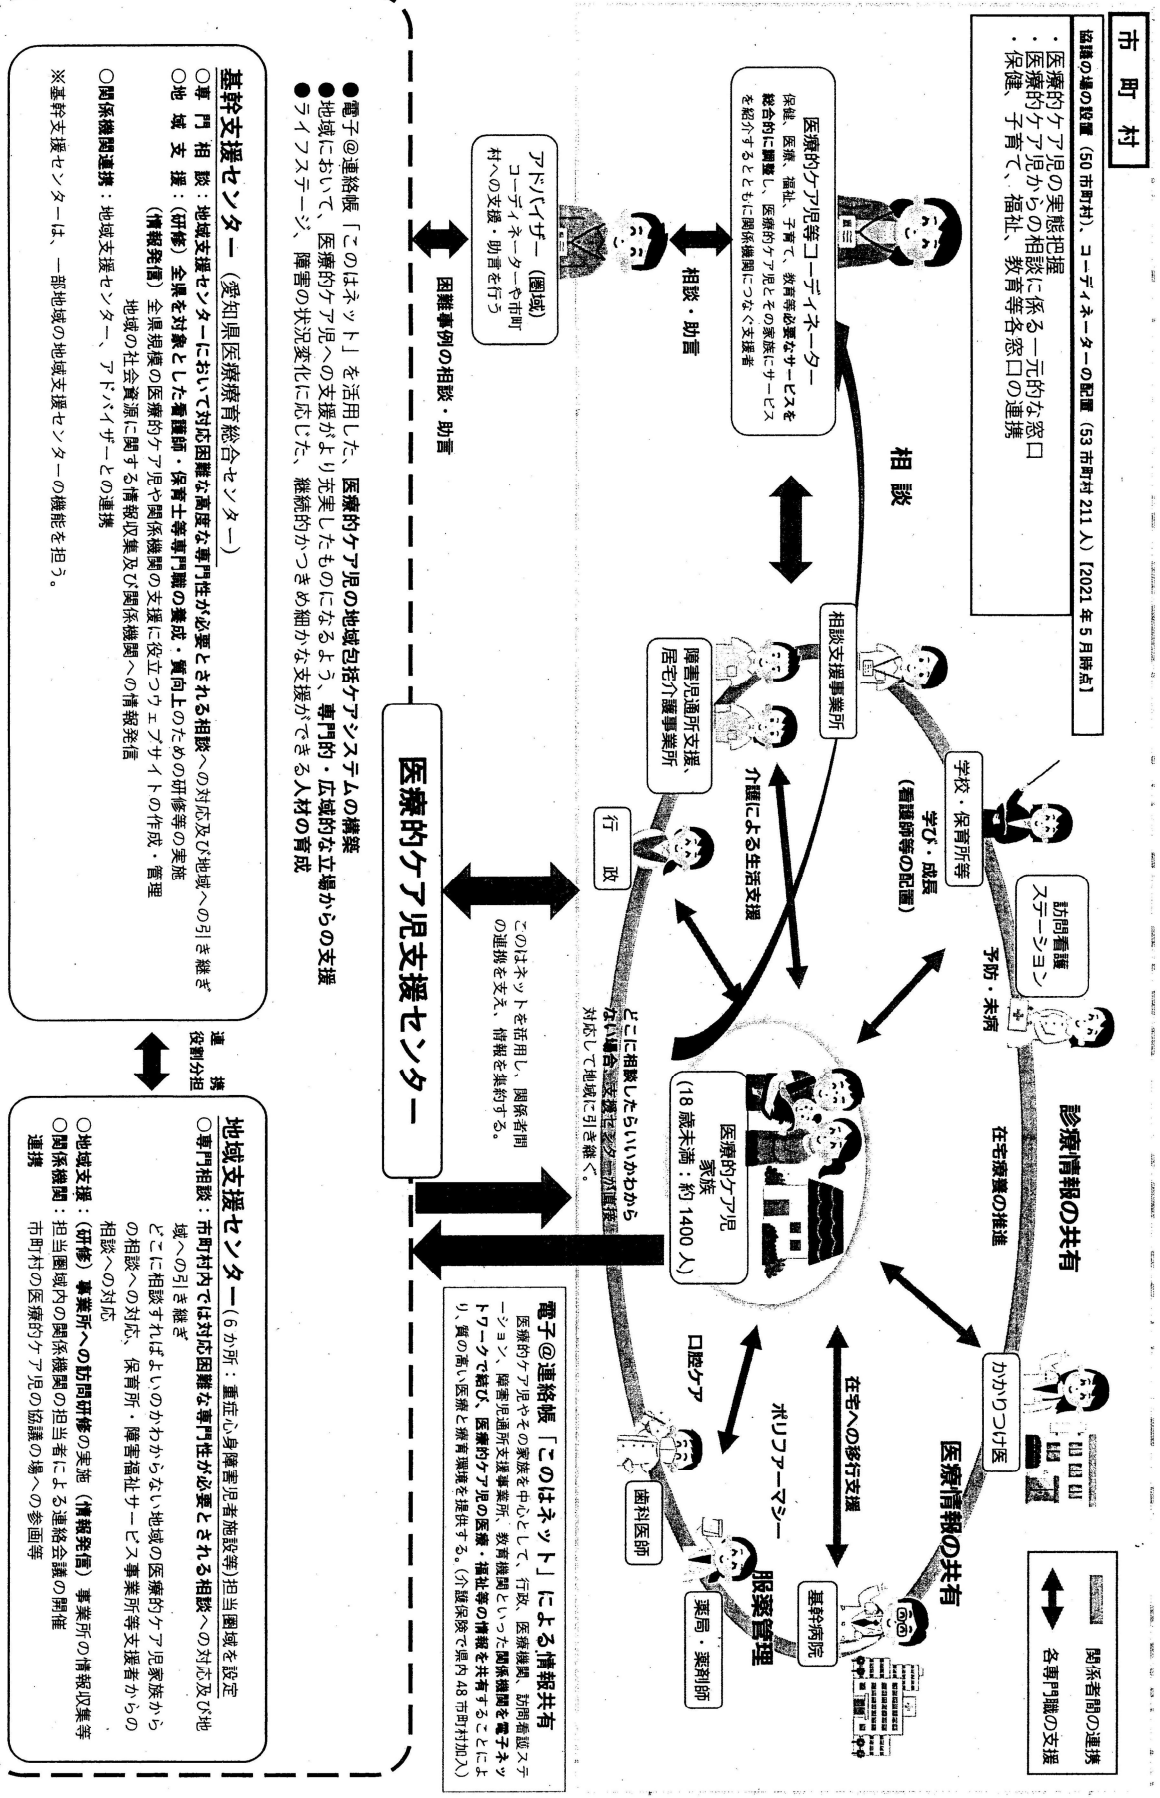 市町村
協議の場の設置（50市町村）、コーディネーターの配置（53市町村211人）【2021年5月時点】
・医療的ケア児の実態把握
・医療的ケア児からの相談に係る一元的な窓口
・保健、子育て、福祉、教育等各窓口の連携
関係者間の連携
各専門職の支援
医療的ケア児等コーディネーター
保健、医療、福祉、子育て、教育等必要なサービスを
総合的に調整し、医療的ケア児とその家族にサービス
を紹介するとともに関係機関につなぐ支援者
相談・助言
アドバイザー（圏域）
コーディネーターや市町
村への支援・助言を行う
困難事例の相談・助言
相談
相談支援事業所
障害児通所支援、
居宅介護事業所
介護による生活支援
行政
学校・保育所等
学び・成長
（看護師等の配置）
訪問看護
ステーション
予防・未病
診療情報の共有
在宅療養の推進
かかりつけ医
医療情報の共有
在宅への移行支援
基幹病院
ポリファーマシー
服薬管理
薬局・薬剤師
口腔ケア
歯科医師
医療的ケア児
家族
（18歳未満：約1400人）
どこに相談したらいいかわから
ない場合、支援センターが直接
対応して地域に引き継ぐ。
このはネットを活用し、関係者間
の連携を支え、情報を集約する。
電子@連絡帳「このはネット」による情報共有
医療的ケア児やその家族を中心として、行政、医療機関、訪問看護ステ
ーション、障害児通所支援事業所、教育機関といった関係機関を電子ネッ
トワークで結び、医療的ケア児の医療・福祉等の情報を共有することによ
り、質の高い医療と療育環境を提供する。（介護保険で県内48市町村加入）
医療的ケア児支援センター
●電子@連絡帳「このはネット」を活用した、医療的ケア児の地域包括ケアシステムの構築
●地域において、医療的ケア児への支援がより充実したものになるよう、専門的・広域的な立場からの支援
●ライフステージ、障害の状況変化に応じた、継続的かつきめ細かな支援ができる人材の育成
基幹支援センター（愛知県医療療育総合センター）
○専門相談：地域支援センターにおいて対応困難な高度な専門性が必要とされる相談への対応及び地域への引き継ぎ
○地域支援：（研修）全県を対象とした看護師・保育士等専門職の養成・質向上のための研修等の実施
（情報発信）全県規模の医療的ケア児や関係機関の支援に役立つウェブサイトの作成・管理
地域の社会資源に関する情報収集及び関係機関への情報発信
○関係機関連携：地域支援センター、アドバイザーとの連携
※基幹支援センターは、一部地域の地域支援センターの機能を担う。
連携
役割分担
地域支援センター（6か所：重症心身障害児者施設等）担当圏域を設定
○専門相談：市町村内では対応困難な専門性が必要とされる相談への対応及び地
域への引き継ぎ
どこに相談すればよいのかわからない地域の医療的ケア児家族から
の相談への対応、保育所・障害福祉サービス事業所等支援者からの
相談への対応
○地域支援：（研修）事業所への訪問研修の実施（情報発信）事業所の情報収集等
○関係機関：担当圏域内の関係機関の担当者による連絡会議の開催
連携　市町村の医療的ケア児の協議の場への参画等